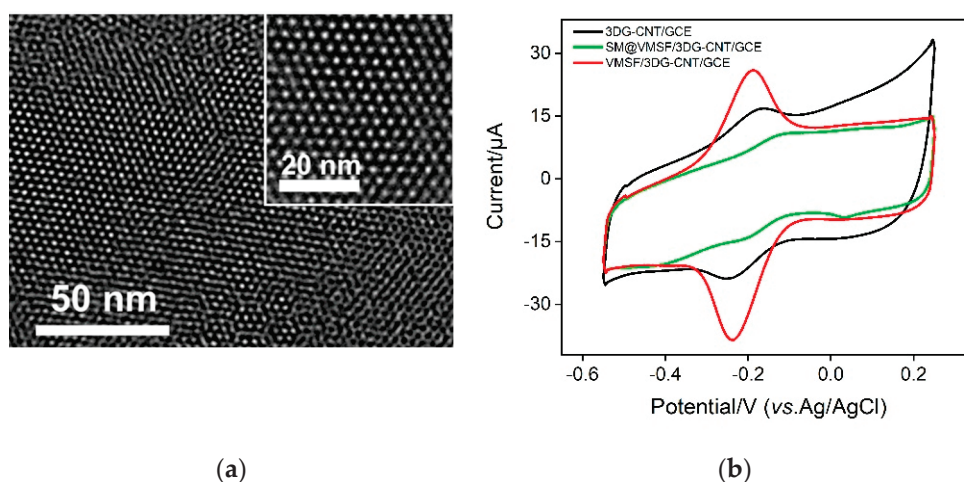 20 nm
50 nm
(a)
3DG-CNT/GCE
SM@VMSF/3DG-CNT/GCE
VMSF/3DG-CNT/GCE
Current/μA
30
15
0
-15
-30
-0.6
-0.4
-0.2
0.0
0.2
Potential/V (vs.Ag/AgCl)
(b)